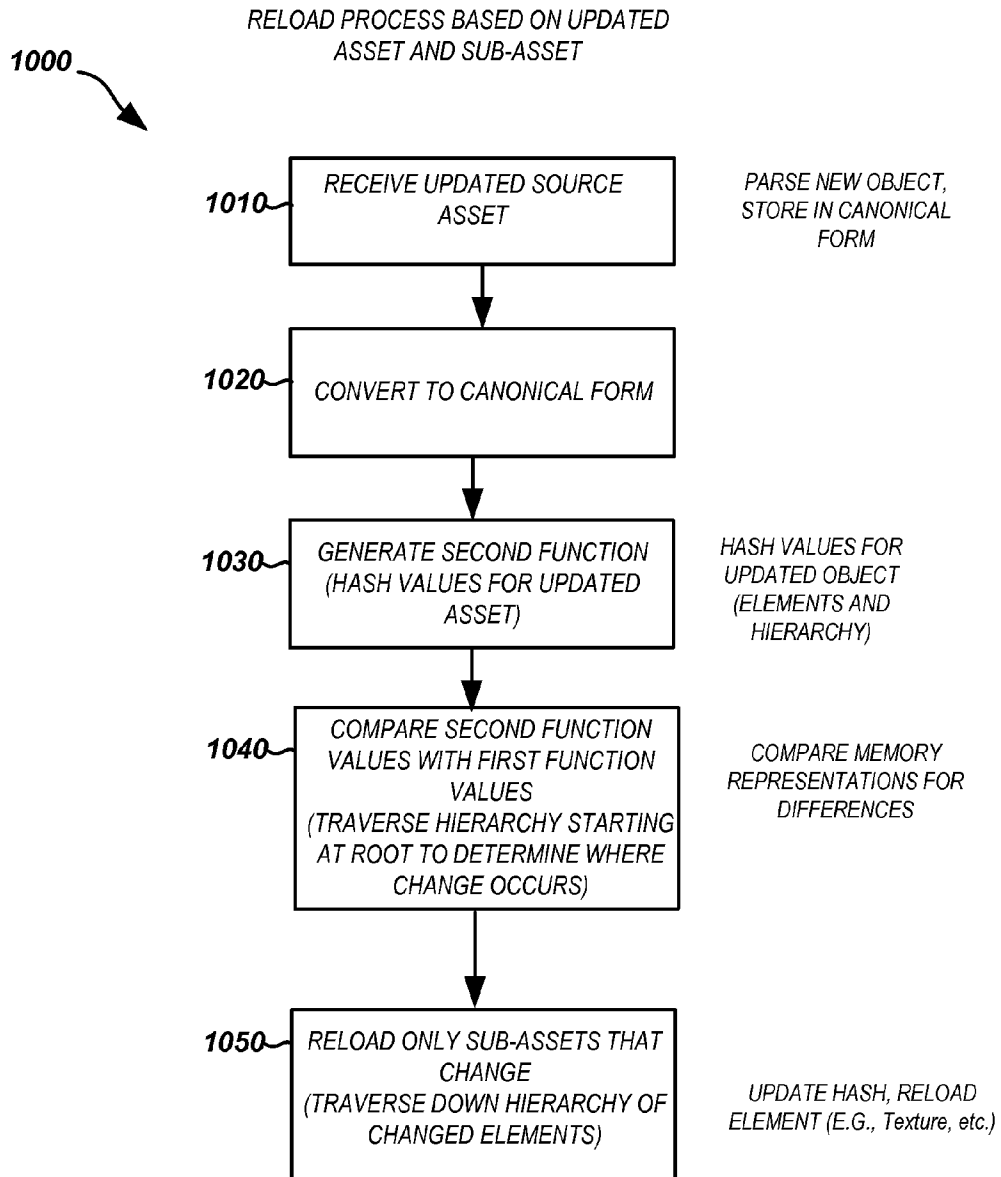 RELOAD PROCESS BASED ON UPDATED
ASSET AND SUB-ASSET
1000
1010
RECEIVE UPDATED SOURCE
ASSET
PARSE NEW OBJECT,
STORE IN CANONICAL
FORM
1020
CONVERT TO CANONICAL FORM
1030
GENERATE SECOND FUNCTION
(HASH VALUES FOR UPDATED
ASSET)
HASH VALUES FOR
UPDATED OBJECT
(ELEMENTS AND
HIERARCHY)
1040
COMPARE SECOND FUNCTION
VALUES WITH FIRST FUNCTION
VALUES
(TRAVERSE HIERARCHY STARTING
AT ROOT TO DETERMINE WHERE
CHANGE OCCURS)
COMPARE MEMORY
REPRESENTATIONS FOR
DIFFERENCES
1050
RELOAD ONLY SUB-ASSETS THAT
CHANGE
(TRAVERSE DOWN HIERARCHY OF
CHANGED ELEMENTS)
UPDATE HASH, RELOAD
ELEMENT (E.G., Texture, etc.)